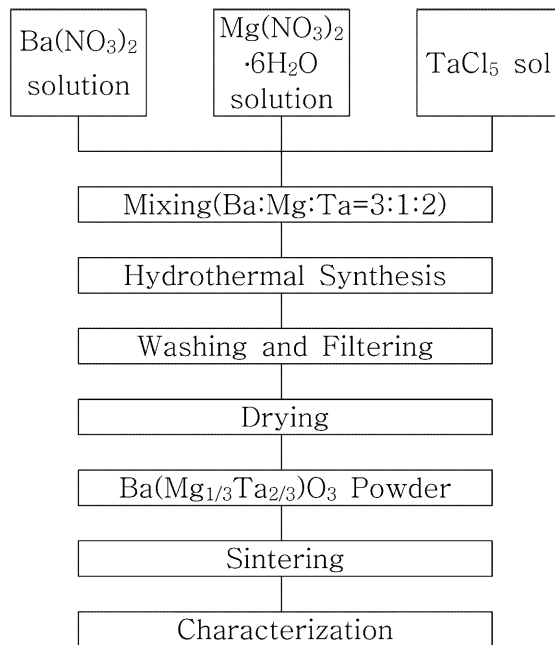 Ba(NO₃)₂
solution
Mg(NO₃)₂
·6H₂O
solution
TaCl₅ sol
Mixing(Ba:Mg:Ta=3:1:2)
Hydrothermal Synthesis
Washing and Filtering
Drying
Ba(Mg₁/₃Ta₂/₃)O₃ Powder
Sintering
Characterization